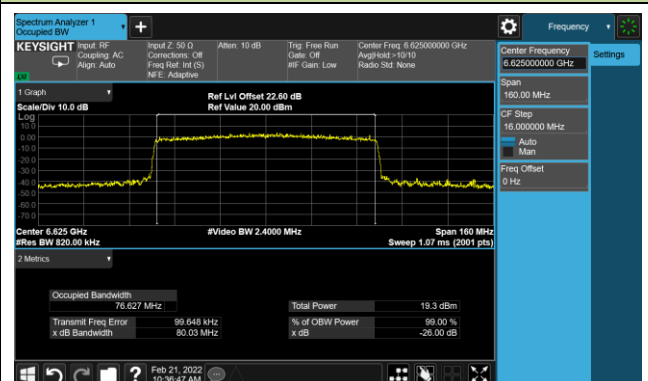 Spectrum Analyzer 1
Occupied BW
Frequency
KEYSIGHT
Input: RF
Coupling: AC
Align: Auto
Input Z: 50 Ω
Corrections: Off
Freq Ref: Int (S)
NFE: Adaptive
Atten: 10 dB
Trig: Free Run
Gate: Off
#IF Gain: Low
Center Freq: 6.625000000 GHz
Avg|Hold:>10/10
Radio Std: None
Center Frequency
6.625000000 GHz
Settings
Span
160.00 MHz
CF Step
16.000000 MHz
Auto
Man
Freq Offset
0 Hz
1 Graph
Scale/Div 10.0 dB
Ref Lvl Offset 22.60 dB
Ref Value 20.00 dBm
Log
10.0
0.00
-10.0
-20.0
-30.0
-40.0
-50.0
-60.0
-70.0
Center 6.625 GHz
#Res BW 820.00 kHz
#Video BW 2.4000 MHz
Span 160 MHz
Sweep 1.07 ms (2001 pts)
2 Metrics
Occupied Bandwidth
76.627 MHz
Total Power 19.3 dBm
Transmit Freq Error 99.648 kHz
% of OBW Power 99.00 %
x dB Bandwidth 80.03 MHz
x dB -26.00 dB
?
Feb 21, 2022
10:36:47 AM